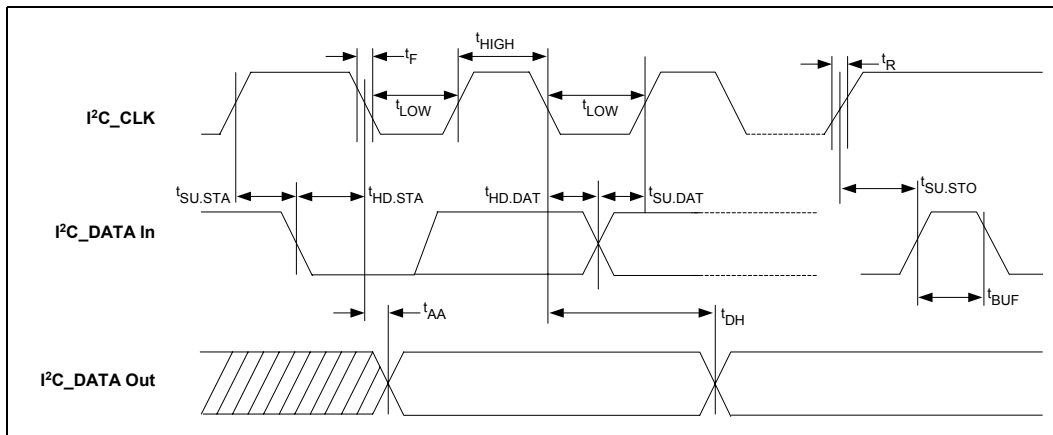 tF
tHIGH
tR
tLOW
tLOW
I²C_CLK
tSU.STA
tHD.STA
tHD.DAT
tSU.DAT
tSU.STO
I²C_DATA In
tAA
tDH
tBUF
I²C_DATA Out